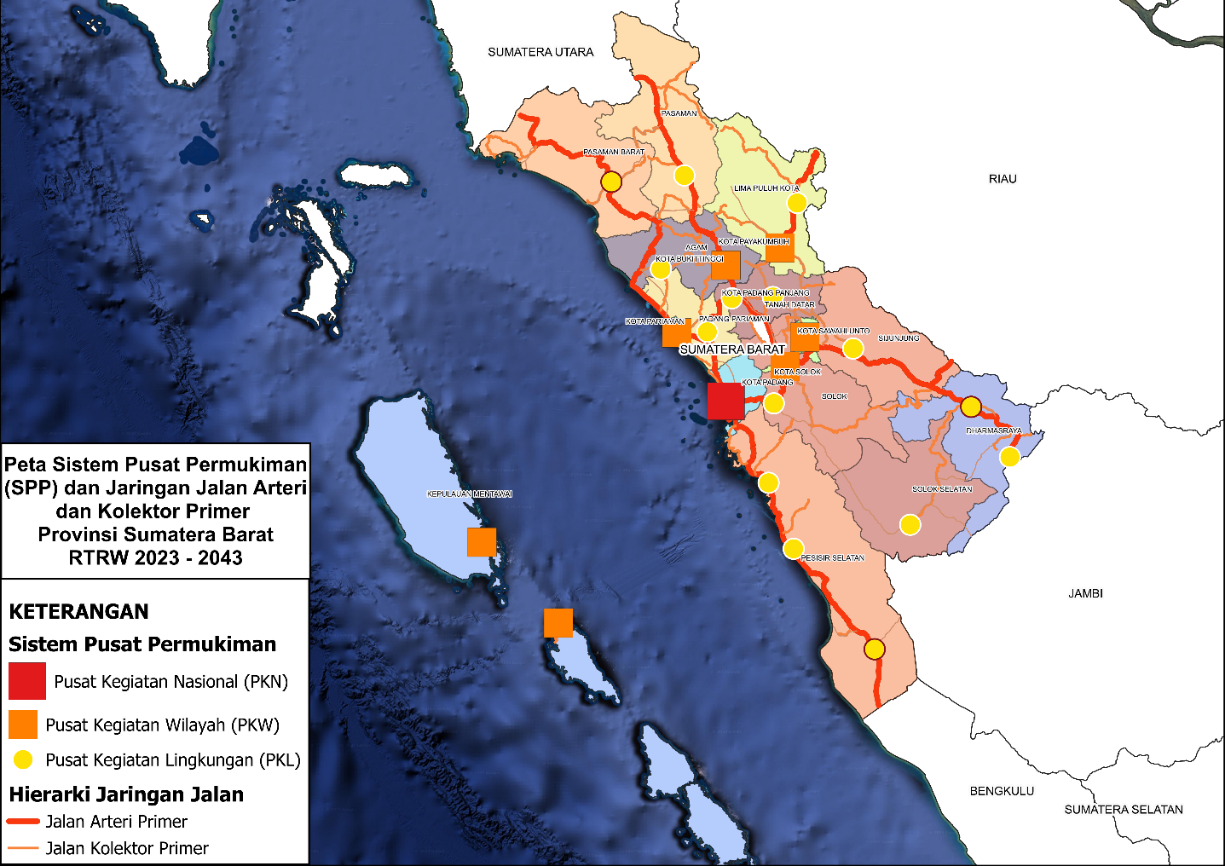 SUMATERA UTARA
PASAMAN
PASAMAN BARAT
RIAU
LIMA PULUH KOTA
KOTA PAYAKUMBUH
AGAM
KOTA BUKITTINGGI
KOTA PADANG PANJANG
TANAH DATAR
KOTA PARIAMAN
PADANG PARIAMAN
KOTA SAWAHLUNTO
SIJUNJUNG
SUMATERA BARAT
KOTA SOLOK
KOTA PADANG
SOLOK
DHARMASRAYA
SOLOK SELATAN
KEPULAUAN MENTAWAI
PESISIR SELATAN
JAMBI
BENGKULU
SUMATERA SELATAN
Peta Sistem Pusat Permukiman
(SPP) dan Jaringan Jalan Arteri
dan Kolektor Primer
Provinsi Sumatera Barat
RTRW 2023 - 2043
KETERANGAN
Sistem Pusat Permukiman
Pusat Kegiatan Nasional (PKN)
Pusat Kegiatan Wilayah (PKW)
Pusat Kegiatan Lingkungan (PKL)
Hierarki Jaringan Jalan
Jalan Arteri Primer
Jalan Kolektor Primer